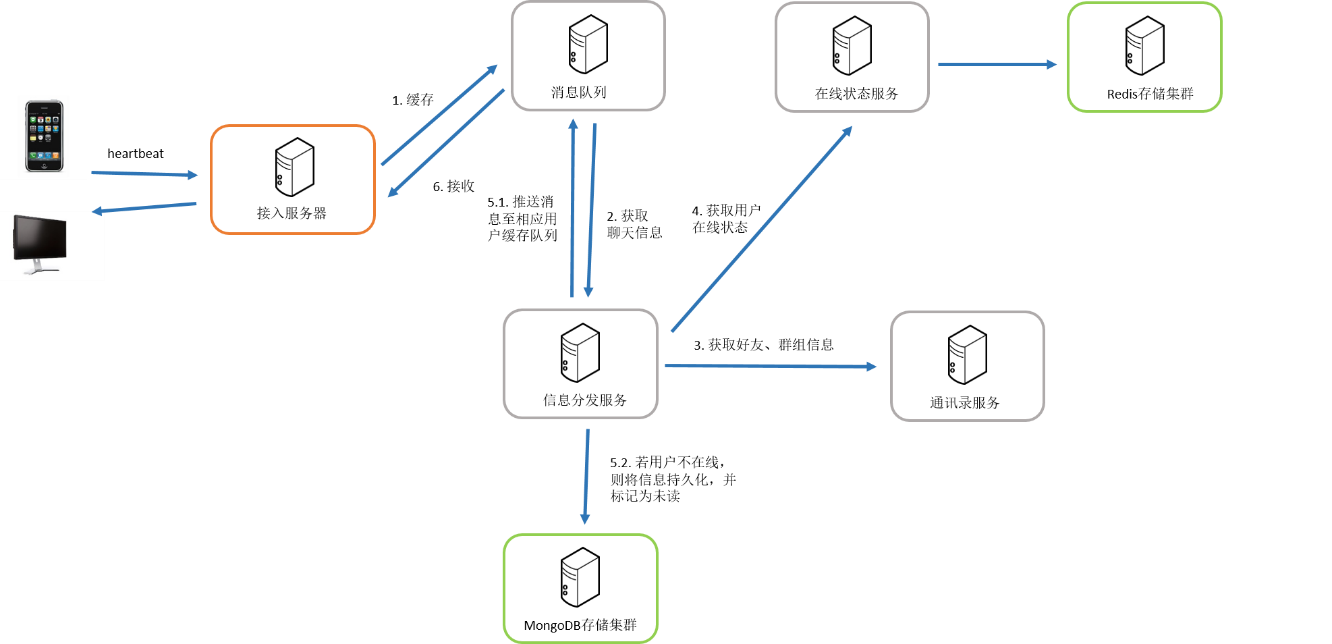 消息队列
在线状态服务
Redis存储集群
1. 缓存
heartbeat
接入服务器
6. 接收
5.1. 推送消
息至相应用
户缓存队列
2. 获取
聊天信息
4. 获取用户
在线状态
3. 获取好友、群组信息
信息分发服务
通讯录服务
5.2. 若用户不在线，
则将信息持久化，并
标记为未读
MongoDB存储集群